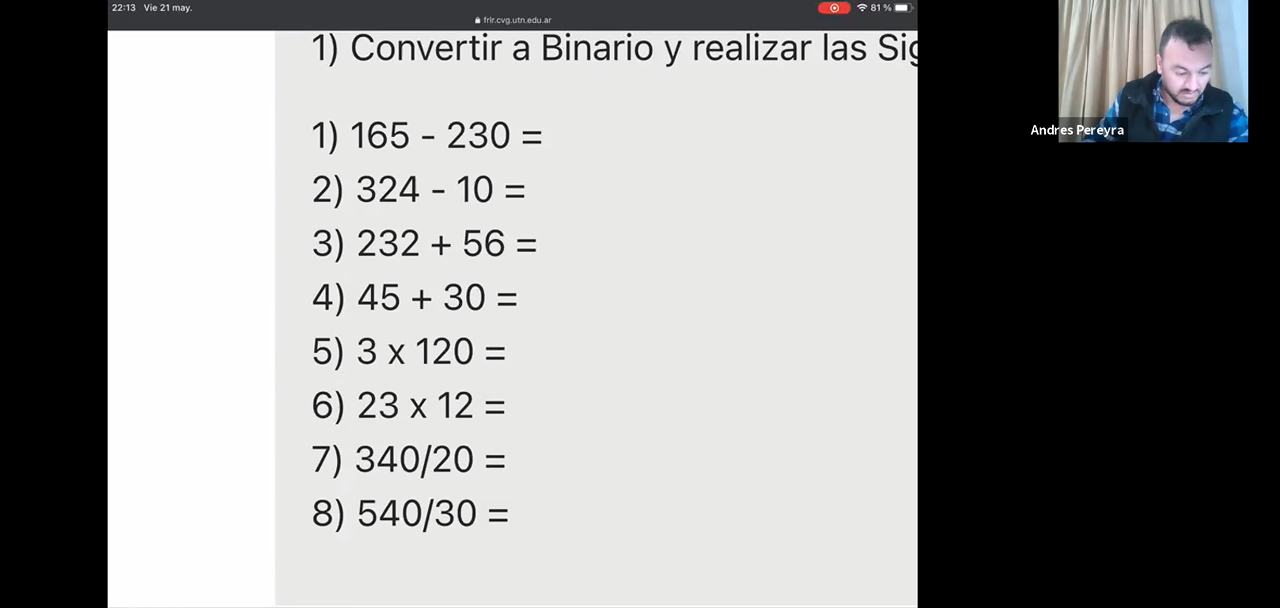 22:13 Vie 21 may.
81 %
frlr.cvg.utn.edu.ar
1) Convertir a Binario y realizar las Sig
Andres Pereyra
1) 165 - 230 =
2) 324 - 10 =
3) 232 + 56 =
4) 45 + 30 =
5) 3 x 120 =
6) 23 x 12 =
7) 340/20 =
8) 540/30 =